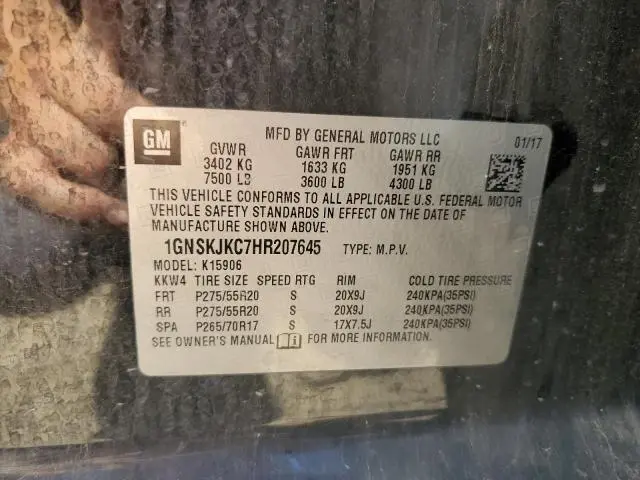 GM
MFD BY GENERAL MOTORS LLC 01/17
GVWR GAWR FRT GAWR RR
3402 KG 1633 KG 1951 KG
7500 LB 3600 LB 4300 LB
THIS VEHICLE CONFORMS TO ALL APPLICABLE U.S. FEDERAL MOTOR
VEHICLE SAFETY STANDARDS IN EFFECT ON THE DATE OF
MANUFACTURE SHOWN ABOVE.
1GNSKJKC7HR207645 TYPE: M.P.V.
MODEL: K15906
KKW4 TIRE SIZE SPEED RTG RIM COLD TIRE PRESSURE
FRT P275/55R20 S 20X9J 240KPA(35PSI)
RR P275/55R20 S 20X9J 240KPA(35PSI)
SPA P265/70R17 S 17X7.5J 240KPA(35PSI)
SEE OWNER'S MANUAL FOR MORE INFORMATION.